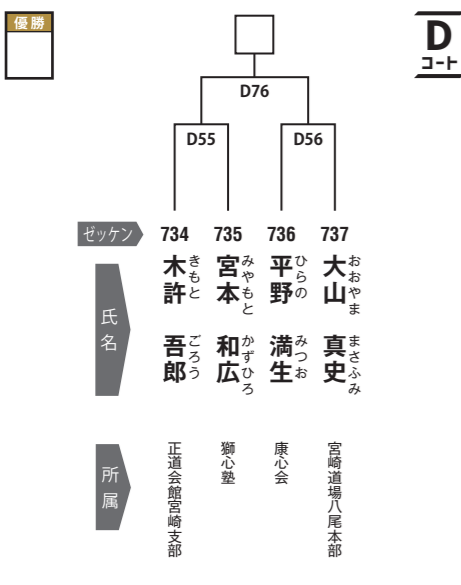 優勝
D
コート
D76
D55
D56
ゼッケン
734
735
736
737
氏名
木許 吾郎
きもと ごろう
宮本 和広
みやもと かずひろ
平野 満生
ひらの みつお
大山 真史
おおやま まさふみ
所属
正道会館宮崎支部
獅心塾
康心会
宮崎道場八尾本部